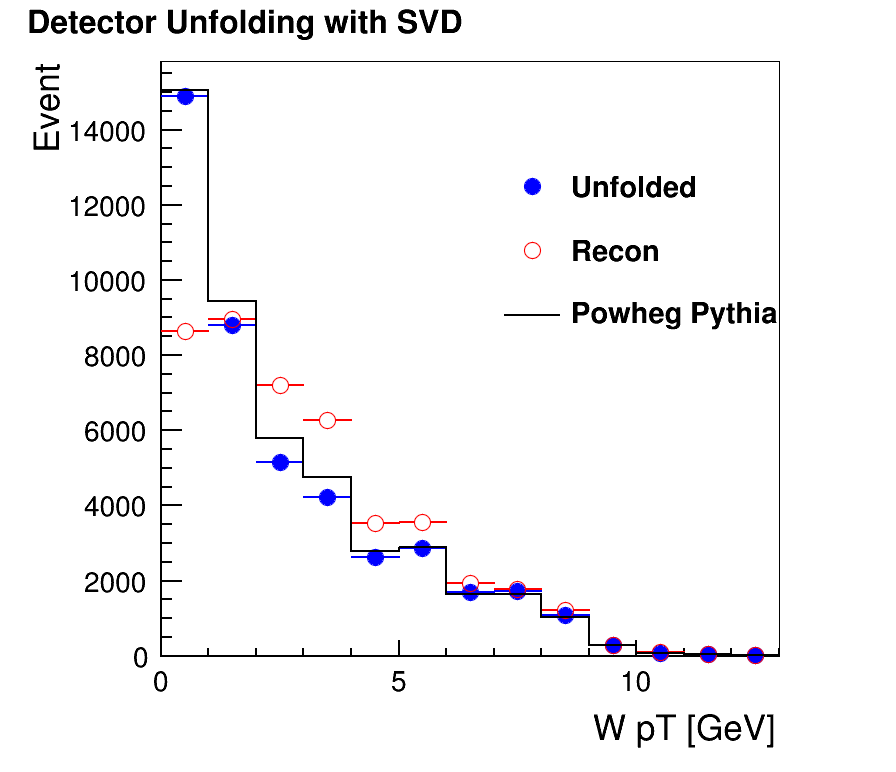 Detector Unfolding with SVD
Event
14000
12000
10000
8000
6000
4000
2000
0
Unfolded
Recon
Powheg Pythia
0 5 10
W pT [GeV]